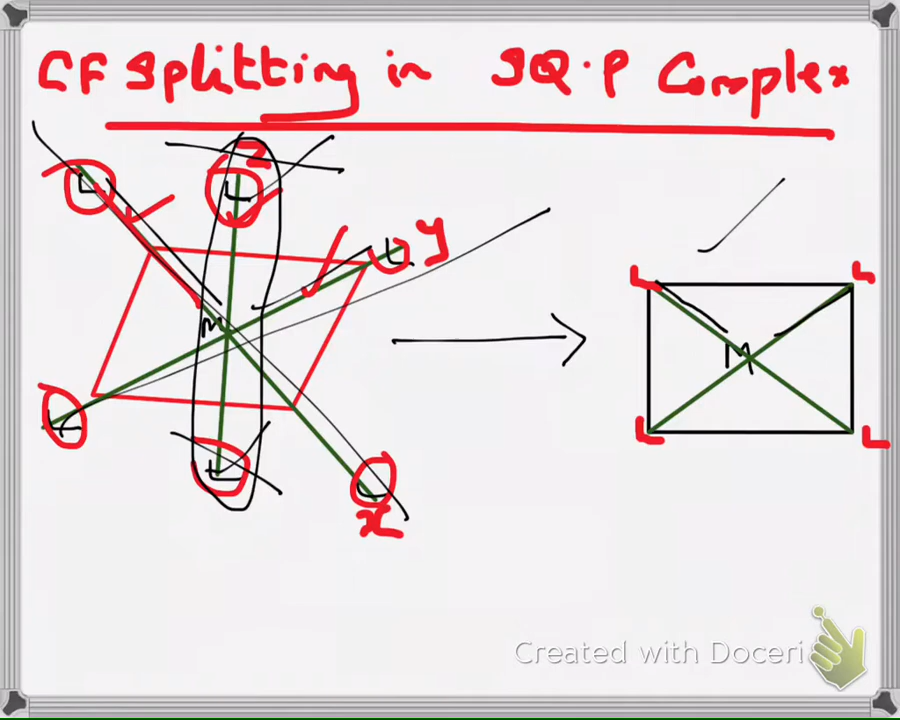 CF Splitting in SQ.P Complex
L Z L
L y
M
L L
L x
L L
M
L L
Created with Doceri